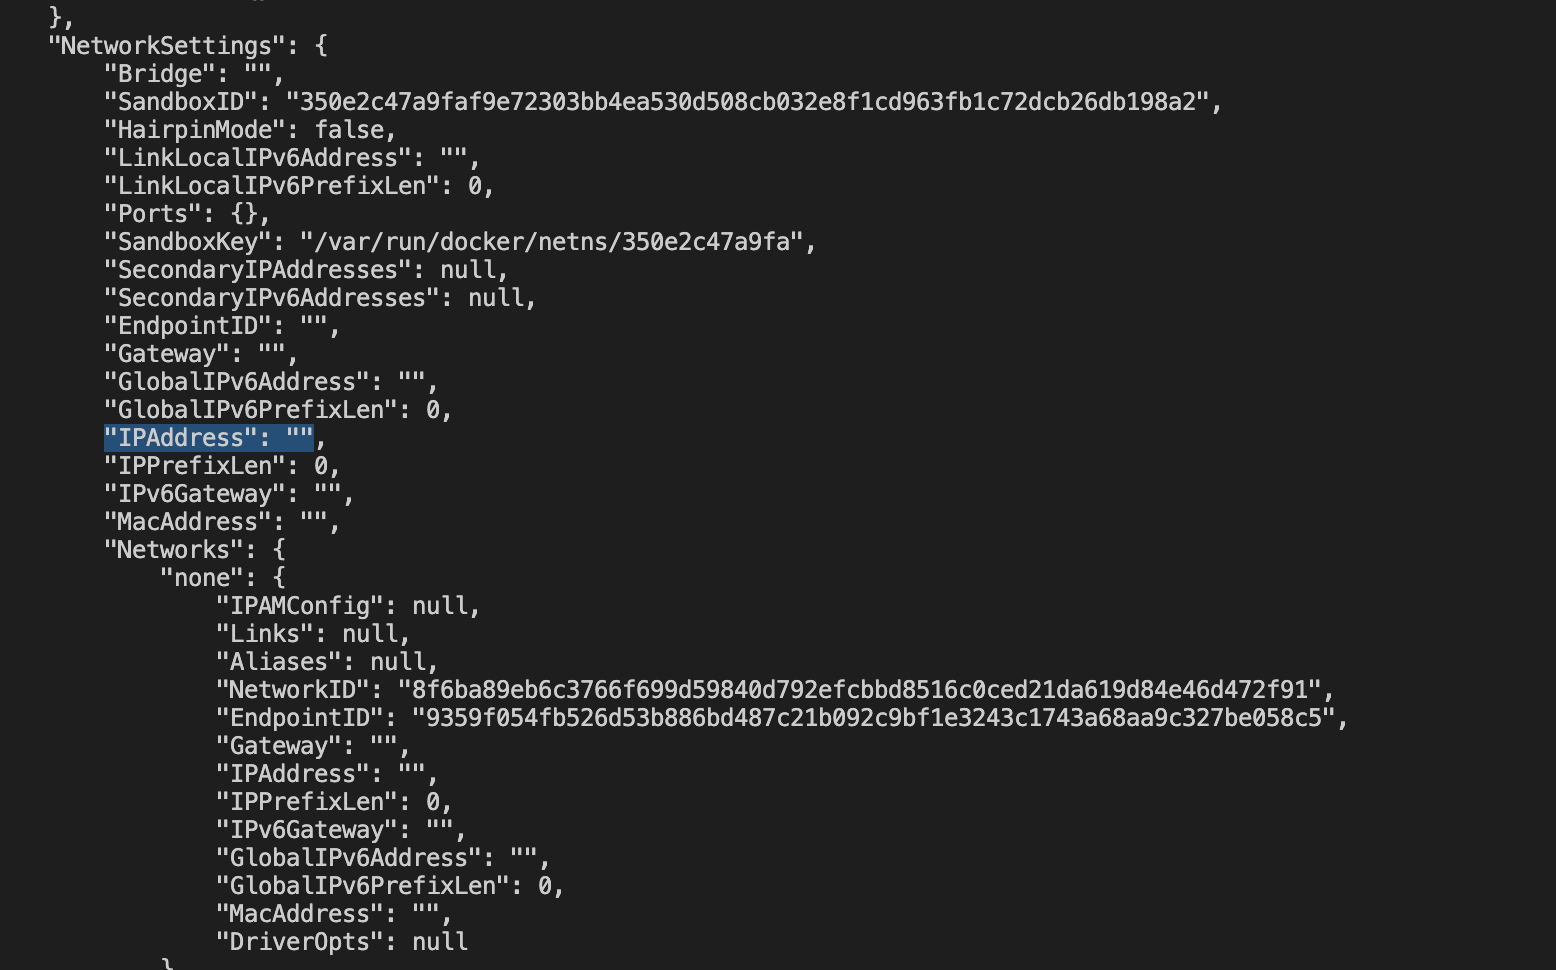 },
"NetworkSettings": {
"Bridge": "",
"SandboxID": "350e2c47a9faf9e72303bb4ea530d508cb032e8f1cd963fb1c72dcb26db198a2",
"HairpinMode": false,
"LinkLocalIPv6Address": "",
"LinkLocalIPv6PrefixLen": 0,
"Ports": {},
"SandboxKey": "/var/run/docker/netns/350e2c47a9fa",
"SecondaryIPAddresses": null,
"SecondaryIPv6Addresses": null,
"EndpointID": "",
"Gateway": "",
"GlobalIPv6Address": "",
"GlobalIPv6PrefixLen": 0,
"IPAddress": "",
"IPPrefixLen": 0,
"IPv6Gateway": "",
"MacAddress": "",
"Networks": {
"none": {
"IPAMConfig": null,
"Links": null,
"Aliases": null,
"NetworkID": "8f6ba89eb6c3766f699d59840d792efcbbd8516c0ced21da619d84e46d472f91",
"EndpointID": "9359f054fb526d53b886bd487c21b092c9bf1e3243c1743a68aa9c327be058c5",
"Gateway": "",
"IPAddress": "",
"IPPrefixLen": 0,
"IPv6Gateway": "",
"GlobalIPv6Address": "",
"GlobalIPv6PrefixLen": 0,
"MacAddress": "",
"DriverOpts": null
}